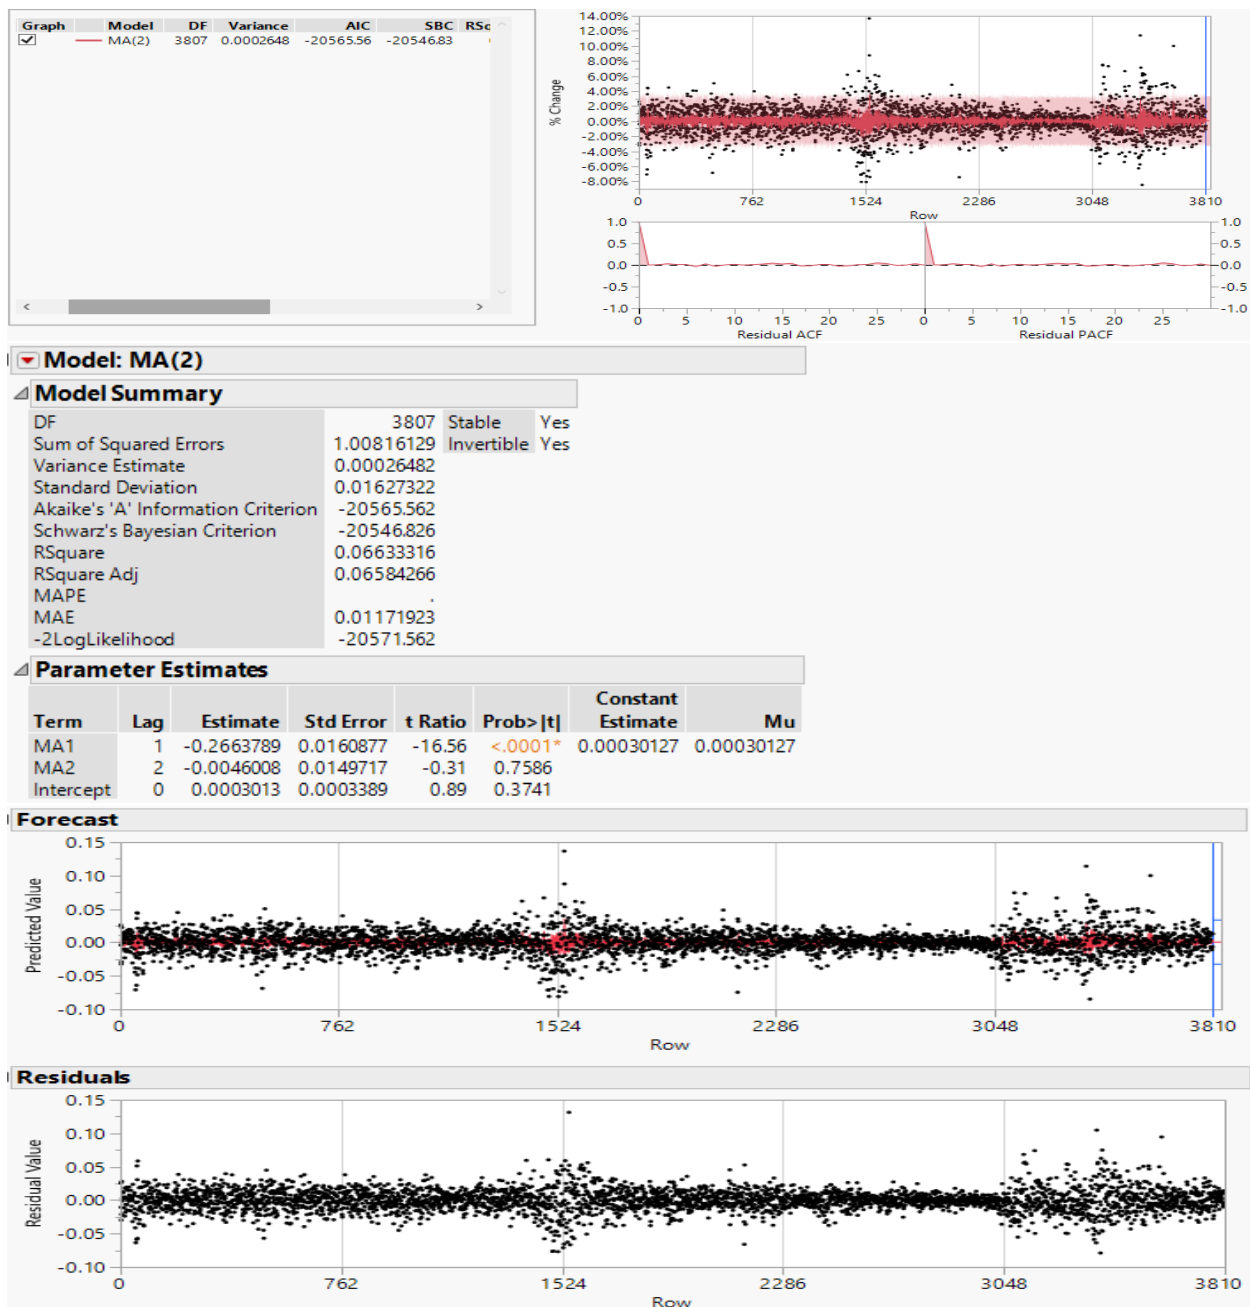 Graph Model DF Variance AIC SBC RSq
MA(2) 3807 0.0002648 -20565.56 -20546.83
14.00%
12.00%
10.00%
8.00%
6.00%
4.00%
2.00%
0.00%
-2.00%
-4.00%
-6.00%
-8.00%
% Change
0 762 1524 2286 3048 3810
Row
1.0 1.0
0.5 0.5
0.0 0.0
-0.5 -0.5
-1.0 -1.0
0 5 10 15 20 25 0 5 10 15 20 25
Residual ACF Residual PACF
Model: MA(2)
Model Summary
DF 3807 Stable Yes
Sum of Squared Errors 1.00816129 Invertible Yes
Variance Estimate 0.00026482
Standard Deviation 0.01627322
Akaike's 'A' Information Criterion -20565.562
Schwarz's Bayesian Criterion -20546.826
RSquare 0.06633316
RSquare Adj 0.06584266
MAPE .
MAE 0.01171923
-2LogLikelihood -20571.562
Parameter Estimates
Constant
Term Lag Estimate Std Error t Ratio Prob>|t| Estimate Mu
MA1 1 -0.2663789 0.0160877 -16.56 <.0001* 0.00030127 0.00030127
MA2 2 -0.0046008 0.0149717 -0.31 0.7586
Intercept 0 0.0003013 0.0003389 0.89 0.3741
Forecast
0.15
0.10
0.05
0.00
-0.05
-0.10
Predicted Value
0 762 1524 2286 3048 3810
Row
Residuals
0.15
0.10
0.05
0.00
-0.05
-0.10
Residual Value
0 762 1524 2286 3048 3810
Row